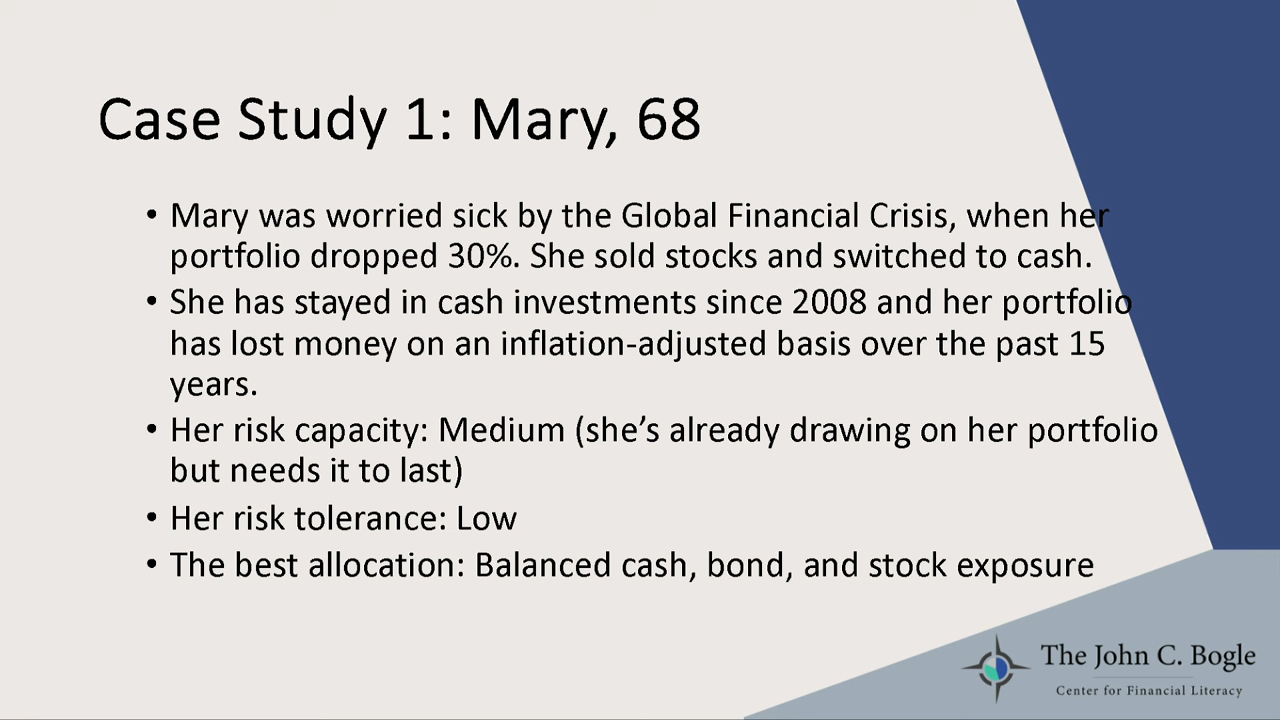 Case Study 1: Mary, 68
• Mary was worried sick by the Global Financial Crisis, when her
portfolio dropped 30%. She sold stocks and switched to cash.
• She has stayed in cash investments since 2008 and her portfolio
has lost money on an inflation-adjusted basis over the past 15
years.
• Her risk capacity: Medium (she’s already drawing on her portfolio
but needs it to last)
• Her risk tolerance: Low
• The best allocation: Balanced cash, bond, and stock exposure
The John C. Bogle
Center for Financial Literacy